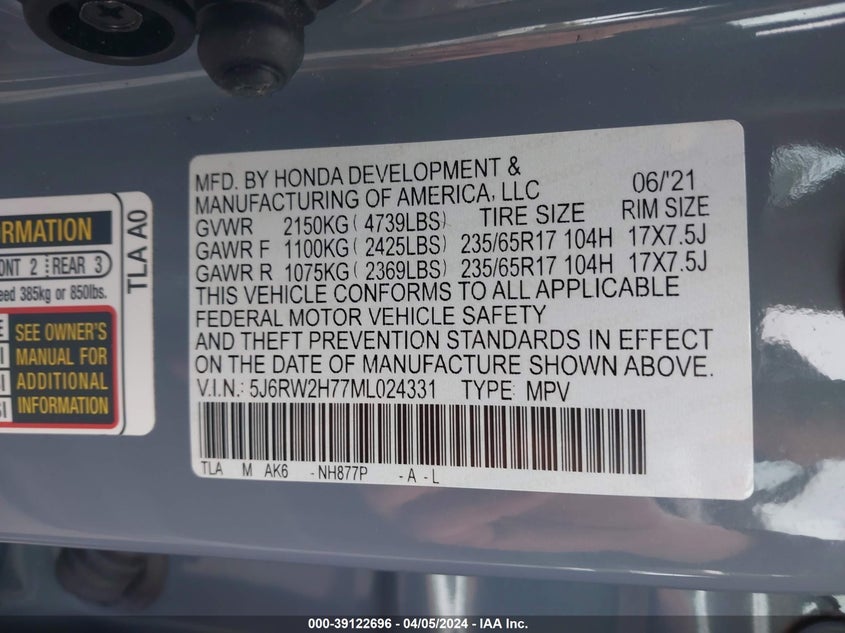 RMATION
ONT 2 REAR 3
eed 385kg or 850lbs.
SEE OWNER'S
MANUAL FOR
ADDITIONAL
INFORMATION
TLA A0
MFD. BY HONDA DEVELOPMENT &
MANUFACTURING OF AMERICA, LLC 06/'21
GVWR 2150KG ( 4739LBS) TIRE SIZE RIM SIZE
GAWR F 1100KG ( 2425LBS) 235/65R17 104H 17X7.5J
GAWR R 1075KG ( 2369LBS) 235/65R17 104H 17X7.5J
THIS VEHICLE CONFORMS TO ALL APPLICABLE
FEDERAL MOTOR VEHICLE SAFETY
AND THEFT PREVENTION STANDARDS IN EFFECT
ON THE DATE OF MANUFACTURE SHOWN ABOVE.
V.I.N.: 5J6RW2H77ML024331 TYPE: MPV
TLA M AK6 -NH877P -A -L
000-39122696 - 04/05/2024 - IAA Inc.